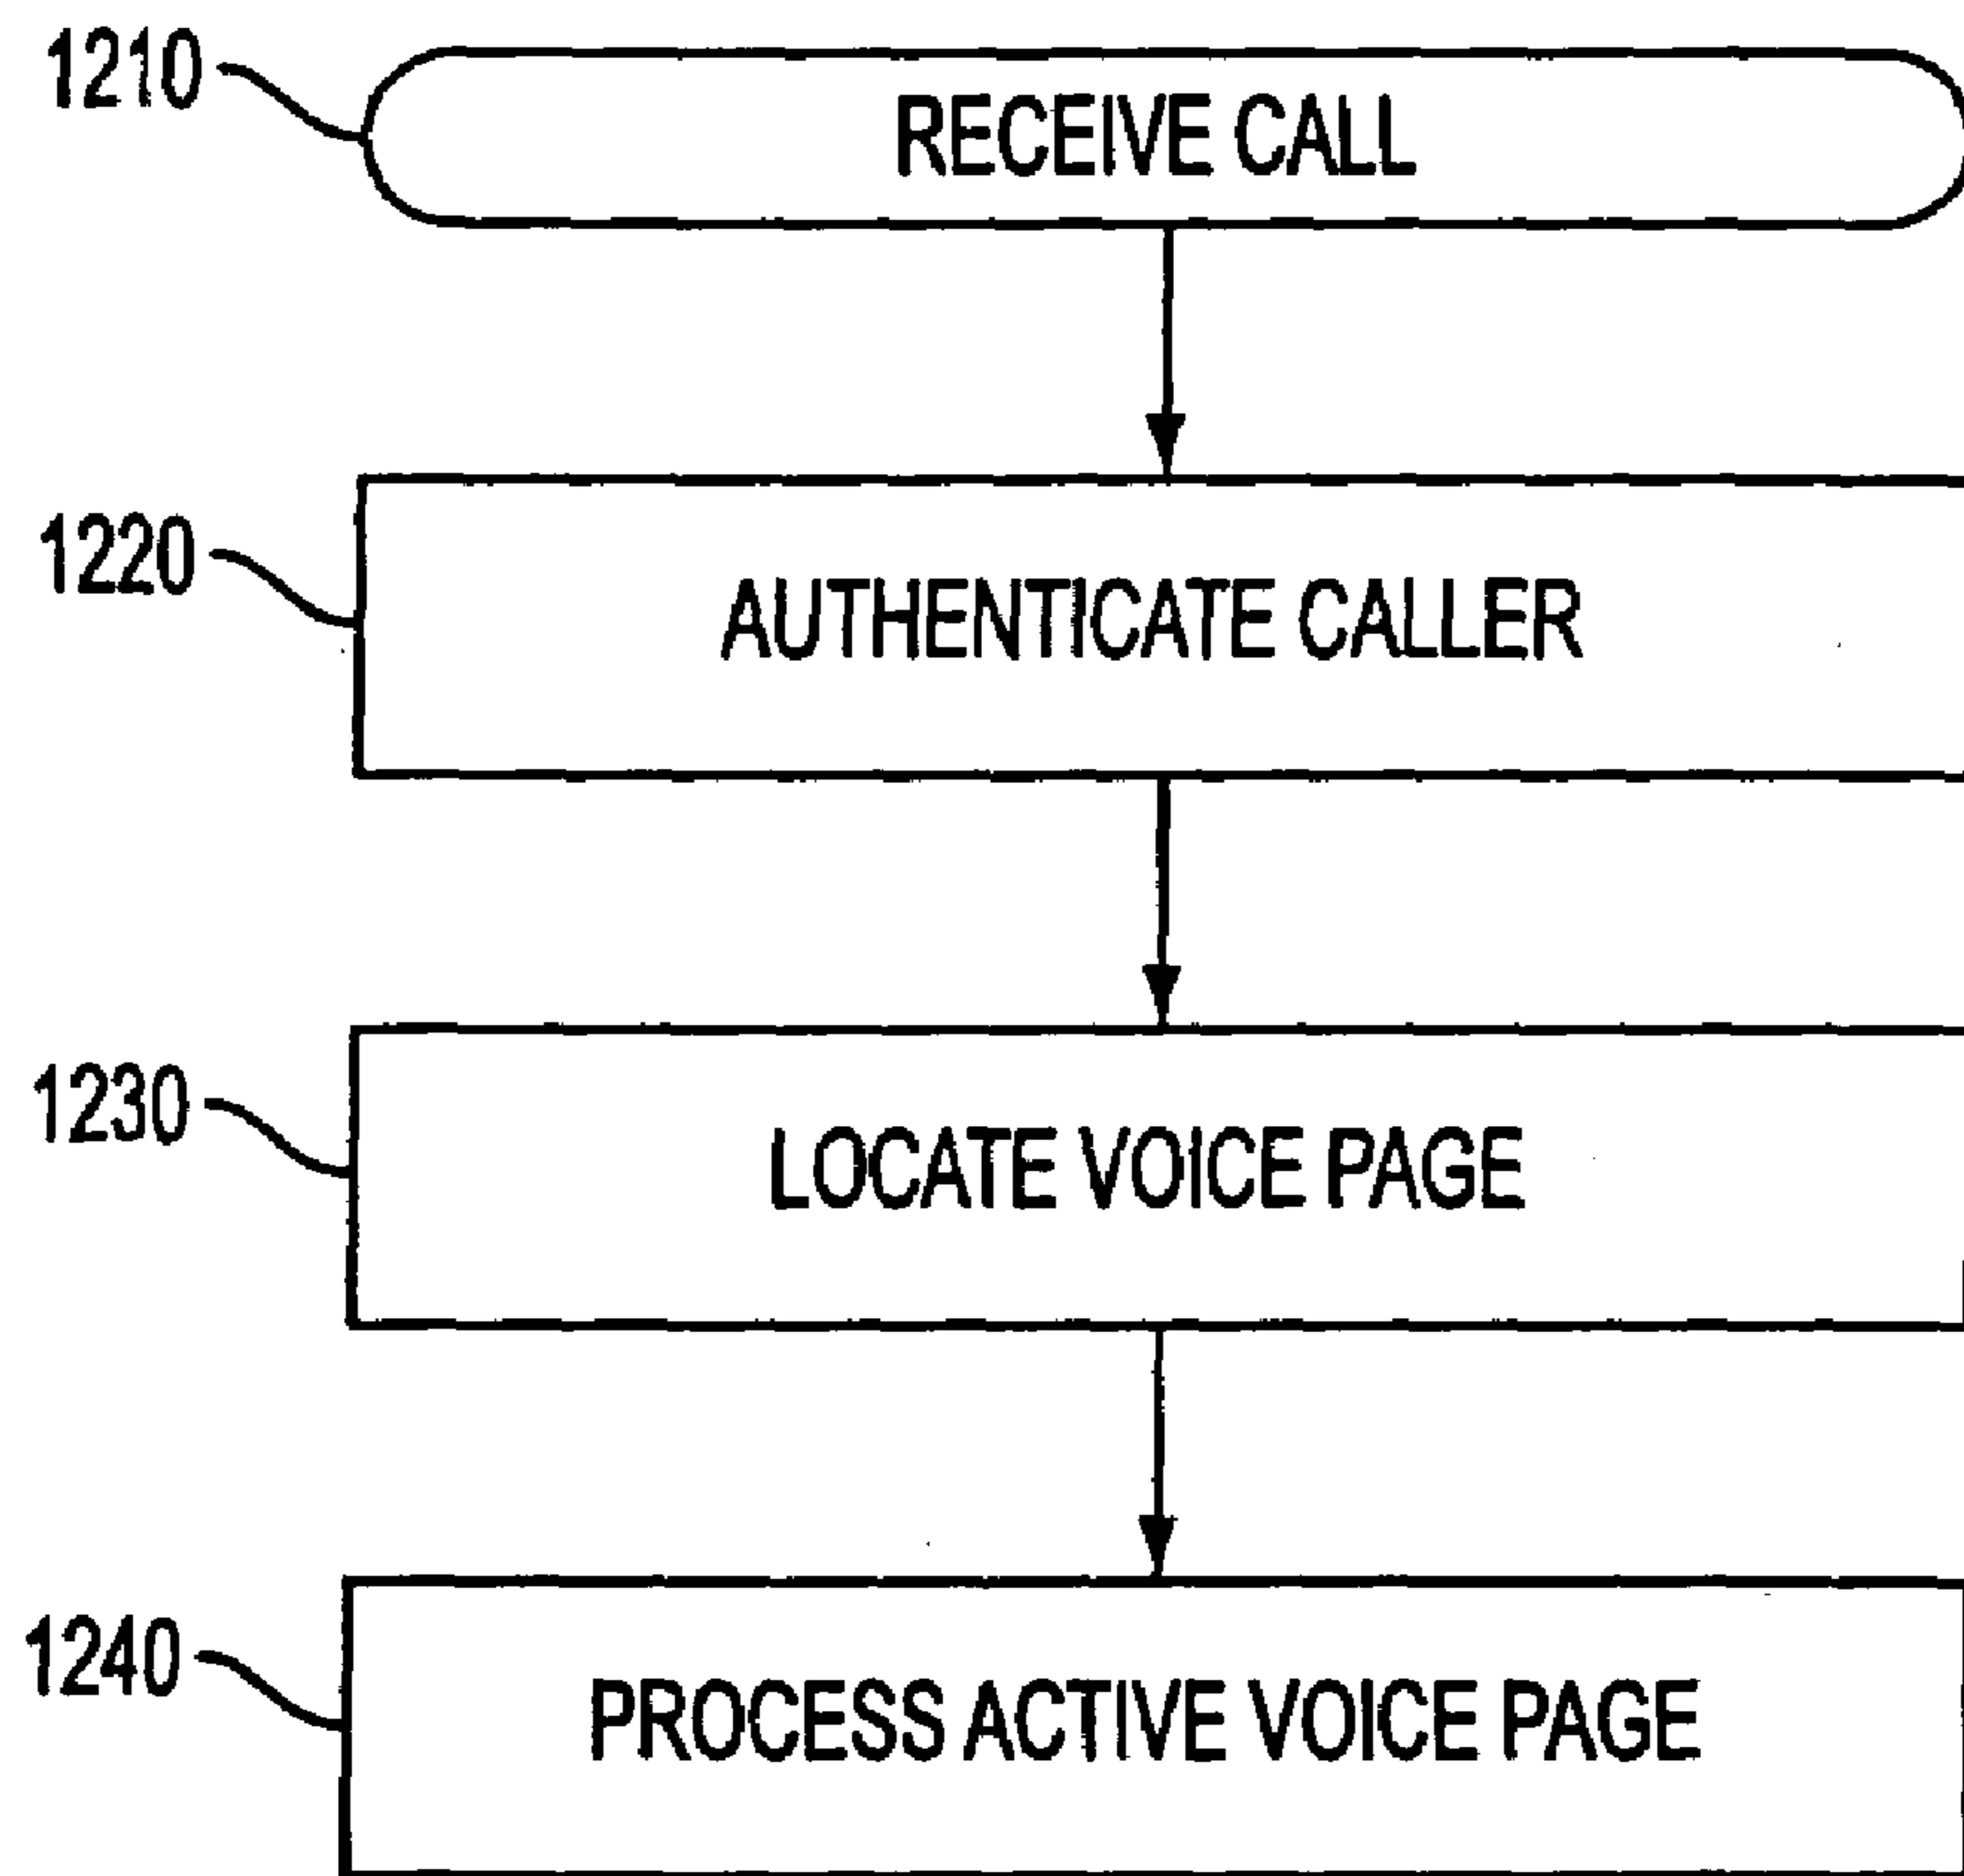 1210
RECEIVE CALL
1220
AUTHENTICATE CALLER
1230
LOCATE VOICE PAGE
1240
PROCESS ACTIVE VOICE PAGE